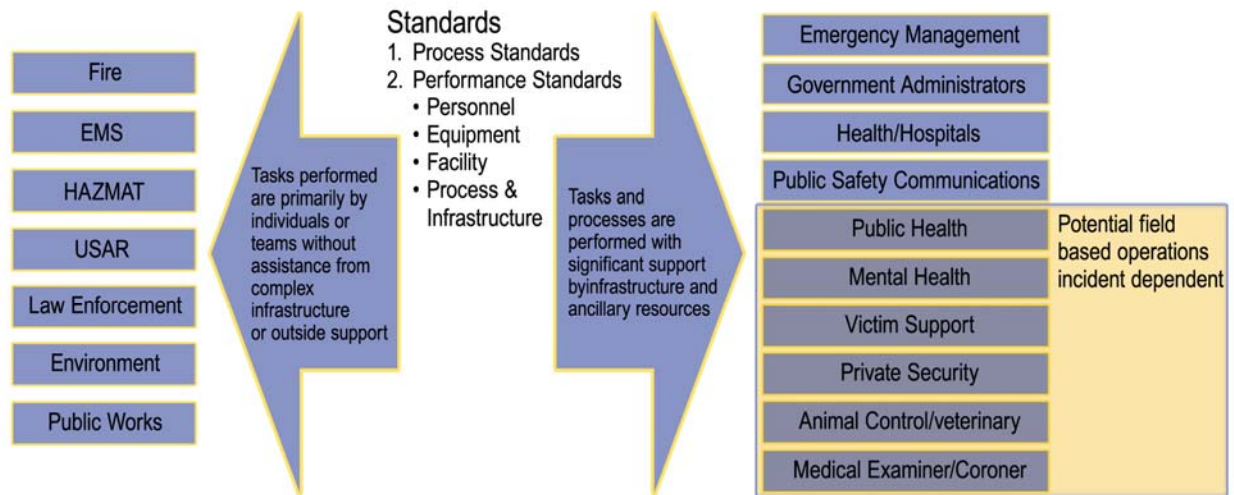 Fire
EMS
HAZMAT
USAR
Law Enforcement
Environment
Public Works
Tasks performed
are primarily by
individuals or
teams without
assistance from
complex
infrastructure
or outside support
Standards
1. Process Standards
2. Performance Standards
• Personnel
• Equipment
• Facility
• Process &
Infrastructure
Tasks and
processes are
performed with
significant support
byinfrastructure and
ancillary resources
Emergency Management
Government Administrators
Health/Hospitals
Public Safety Communications
Public Health
Mental Health
Victim Support
Private Security
Animal Control/veterinary
Medical Examiner/Coroner
Potential field
based operations
incident dependent